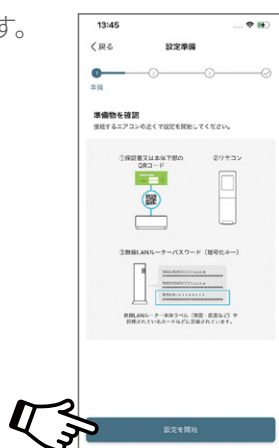 す。
13:45
戻る 設定準備
1 2 3
準備
準備物を確認
接続するエアコンの近くで設定を開始してください。
①保証書又は本体下部の
QRコード
②リモコン
③無線LANルーターパスワード（暗号化キー）
無線LANルーター本体ラベル（側面・底面など）や
同梱されているカードなどに記載されています。
設定を開始